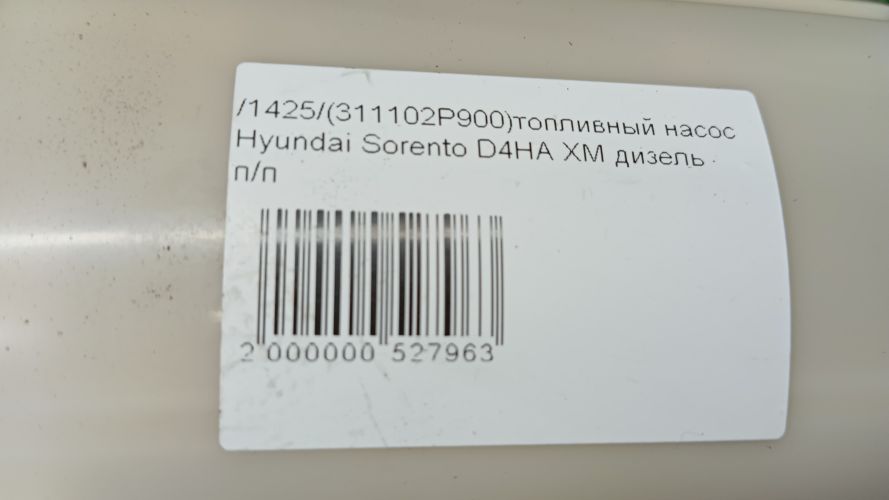 /1425/(311102P900)топливный насос
Hyundai Sorento D4HA XM дизель
п/п
2 000000 527963